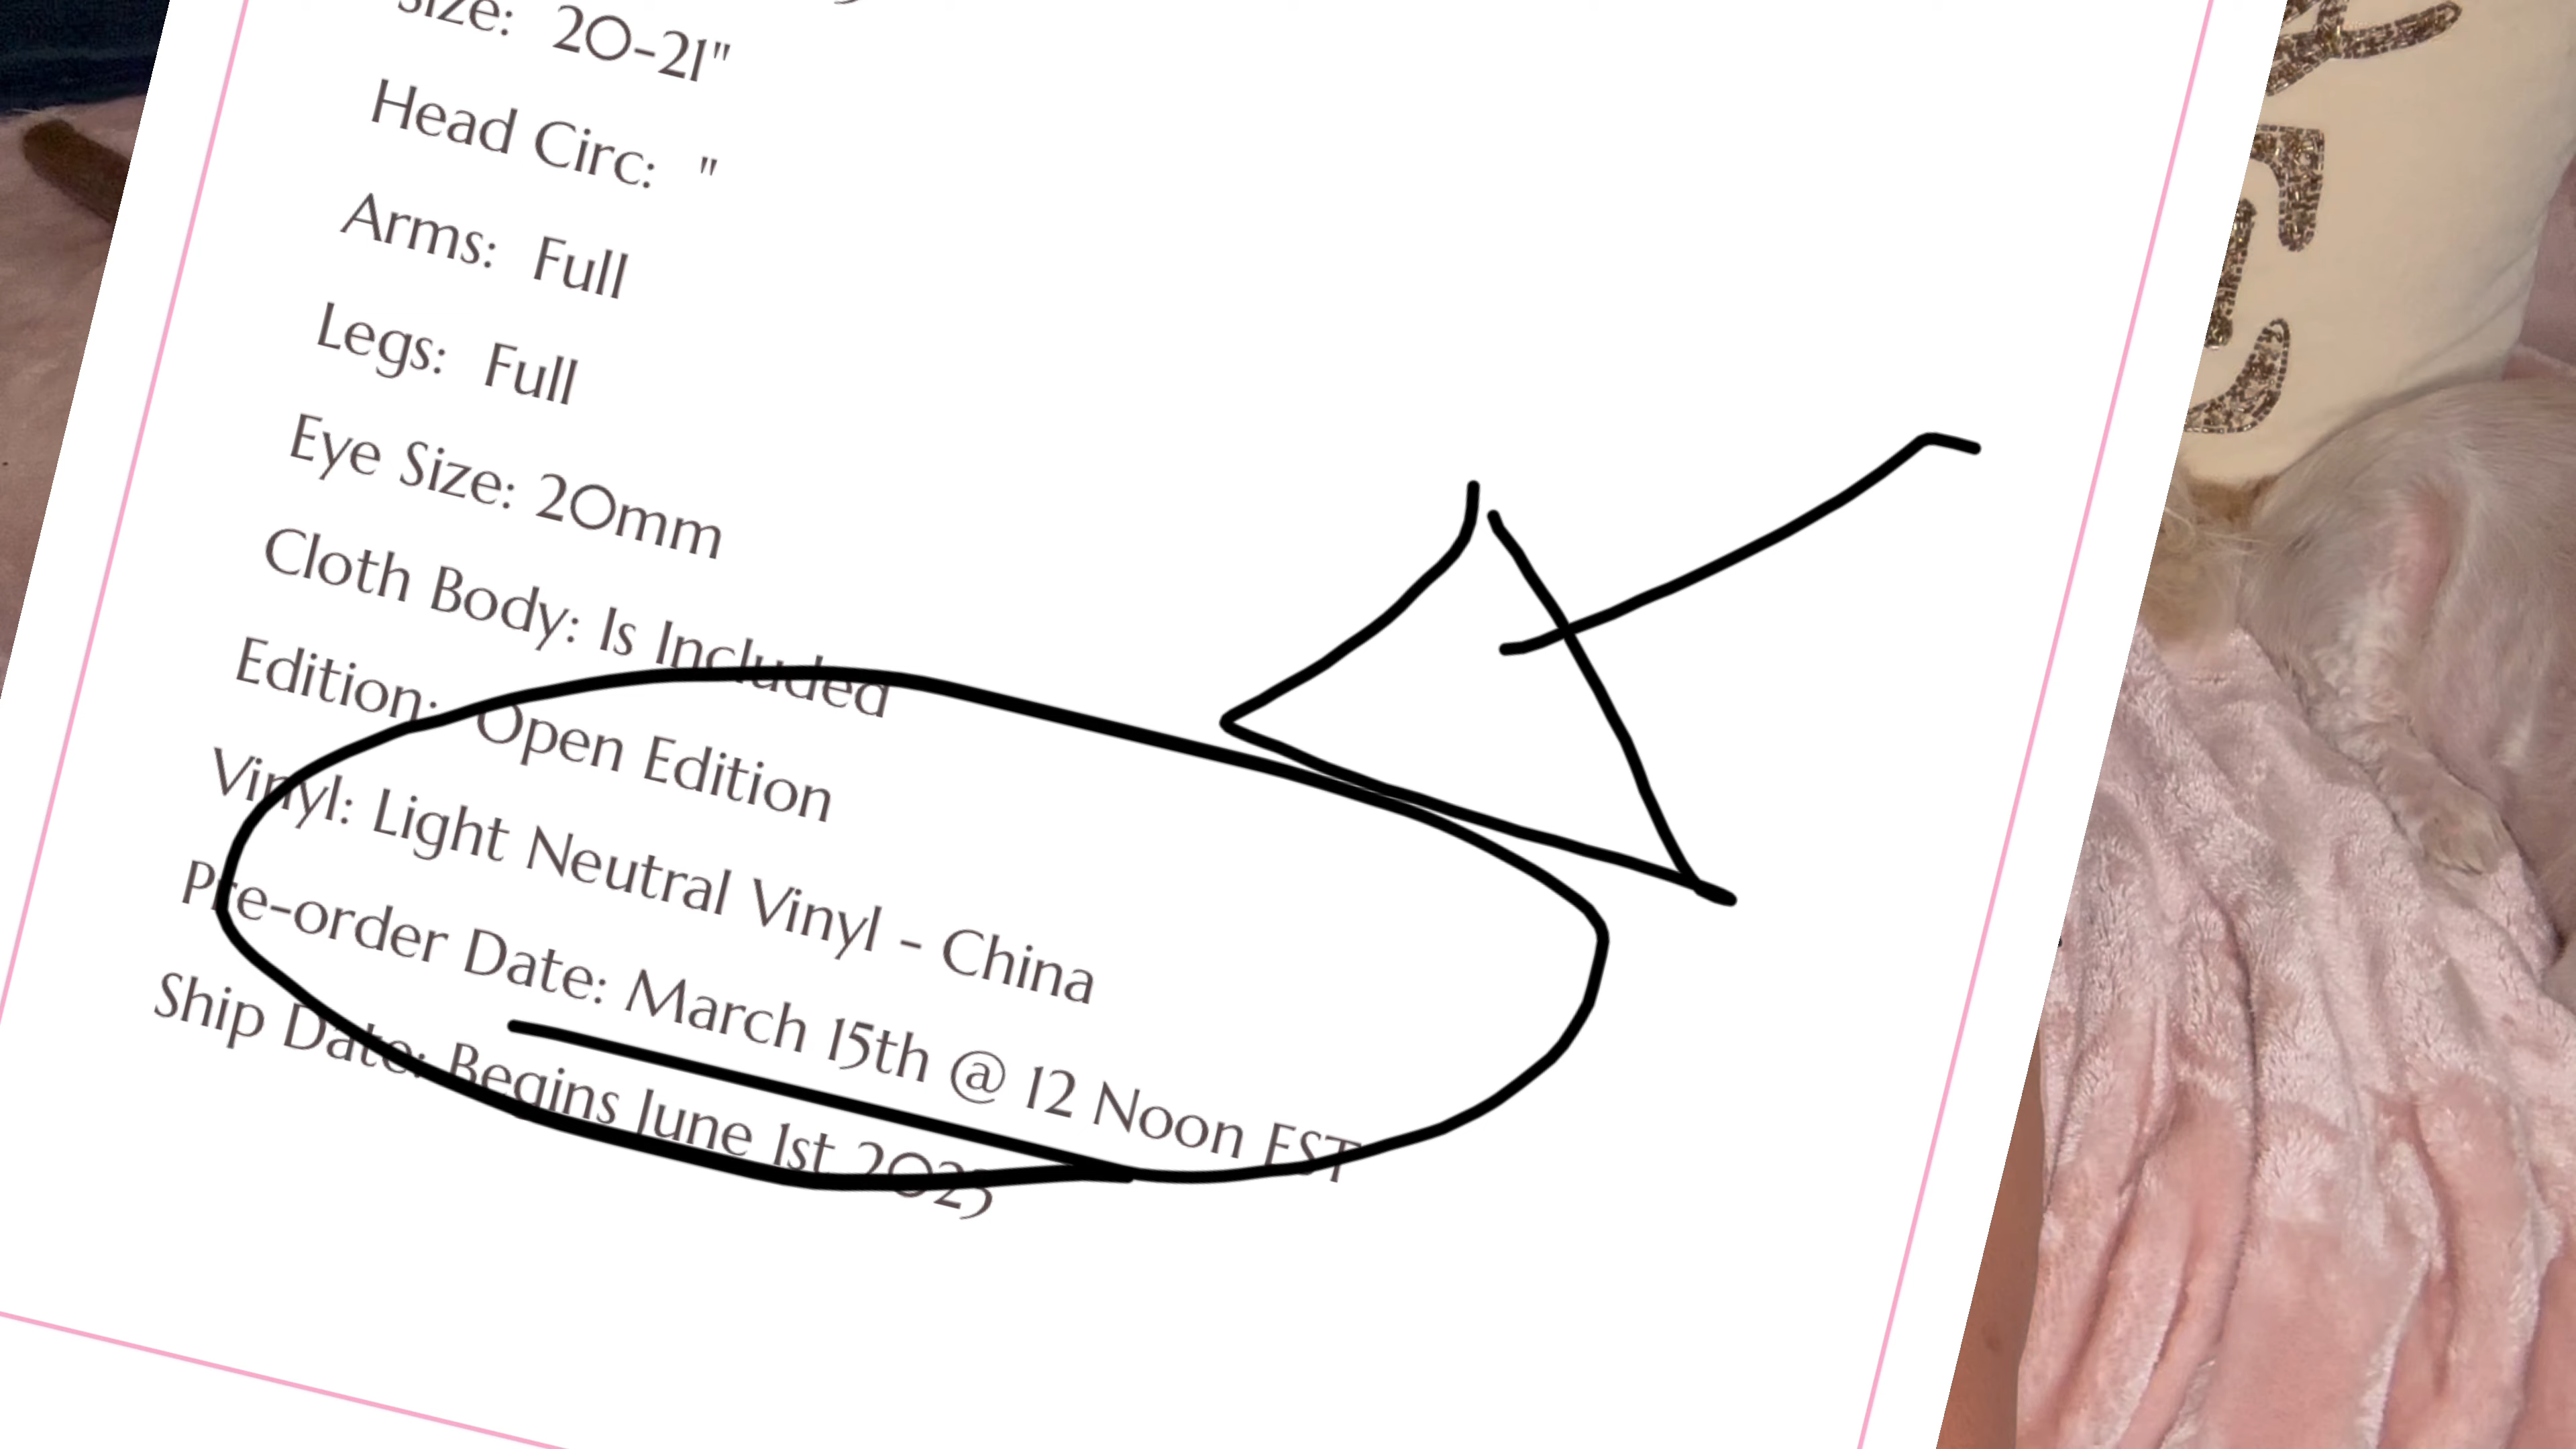 Size: 20-21"
Head Circ: "
Arms: Full
Legs: Full
Eye Size: 20mm
Cloth Body: Is Included
Edition: Open Edition
Vinyl: Light Neutral Vinyl - China
Pre-order Date: March 15th @ 12 Noon EST
Ship Date: Begins June 1st 2023